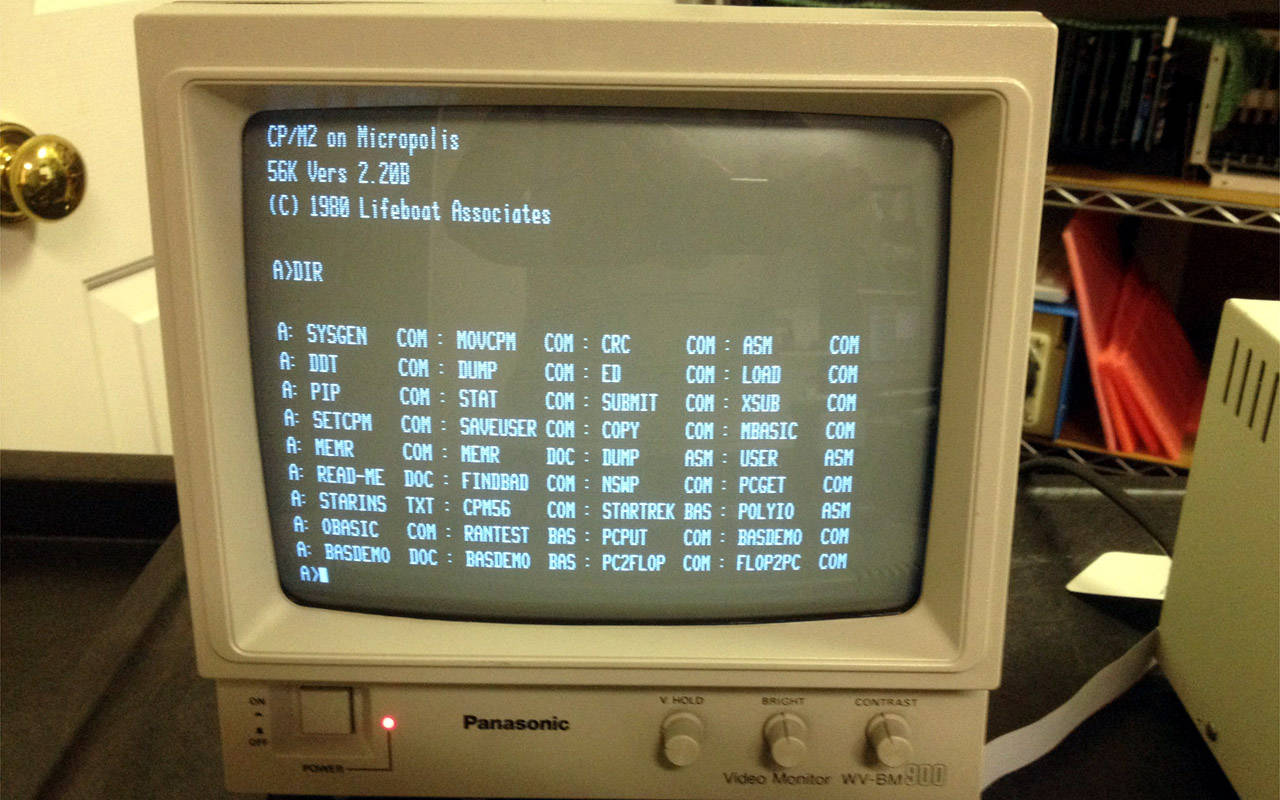 CP/M2 on Micropolis
56K Vers 2.20B
(C) 1980 Lifeboat Associates
A>DIR
A: SYSGEN COM : MOVCPM COM : CRC COM : ASM COM
A: DDT COM : DUMP COM : ED COM : LOAD COM
A: PIP COM : STAT COM : SUBMIT COM : XSUB COM
A: SETCPM COM : SAVEUSER COM : COPY COM : MBASIC COM
A: MEMR COM : MEMR DOC : DUMP ASM : USER ASM
A: READ-ME DOC : FINDBAD COM : NSWP COM : PCGET COM
A: STARINS TXT : CPM56 COM : STARTREK BAS : POLYIO ASM
A: OBASIC COM : RANTEST BAS : PCPUT COM : BASDEMO COM
A: BASDEMO DOC : BASDEMO BAS : PC2FLOP COM : FLOP2PC COM
A>
ON
OFF
POWER
Panasonic
V. HOLD BRIGHT CONTRAST
Video Monitor WV-BM900